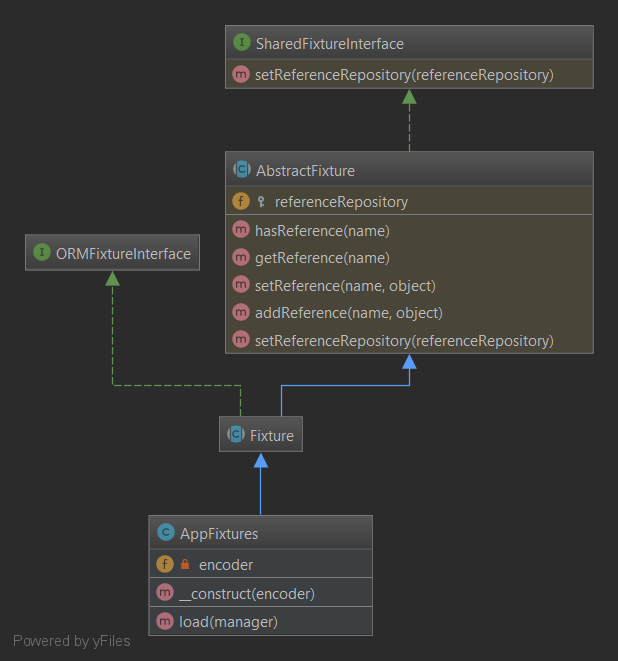 I SharedFixtureInterface
m setReferenceRepository(referenceRepository)
C AbstractFixture
f referenceRepository
m hasReference(name)
m getReference(name)
m setReference(name, object)
m addReference(name, object)
m setReferenceRepository(referenceRepository)
I ORMFixtureInterface
C Fixture
C AppFixtures
f encoder
m __construct(encoder)
m load(manager)
Powered by yFiles